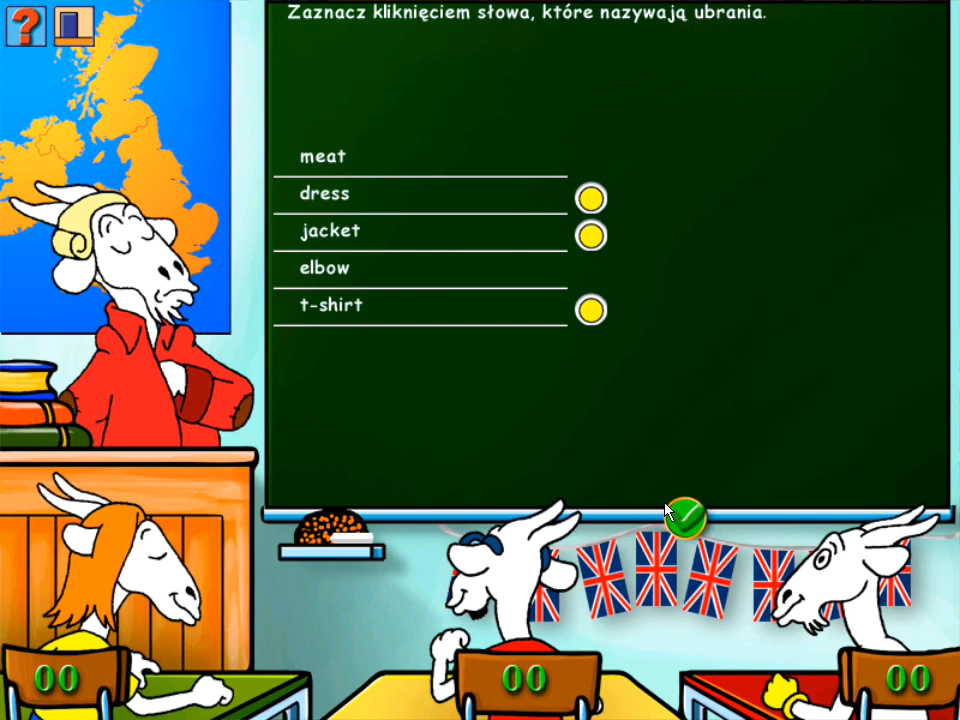 Zaznacz kliknięciem słowa, które nazywają ubrania.
meat
dress
jacket
elbow
t-shirt
00 00 00